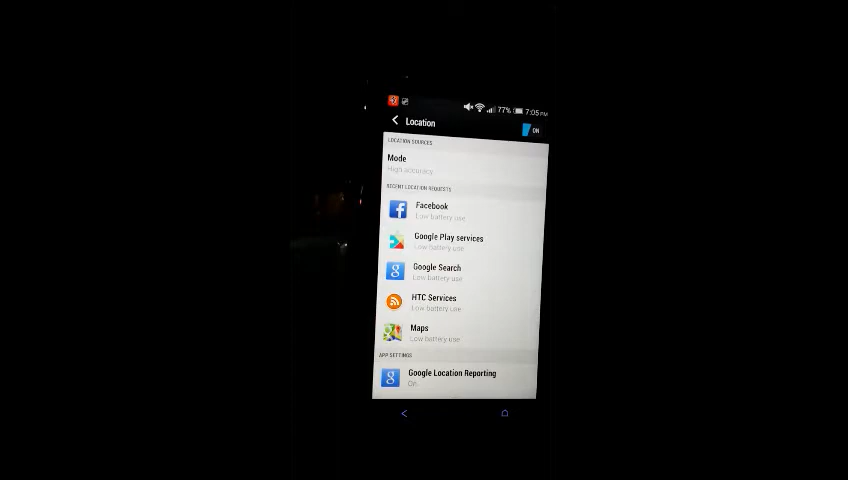 77% 7:05 PM
Location
ON
LOCATION SOURCES
Mode
High accuracy
RECENT LOCATION REQUESTS
Facebook
Low battery use
Google Play services
Low battery use
Google Search
Low battery use
HTC Services
Low battery use
Maps
Low battery use
APP SETTINGS
Google Location Reporting
On